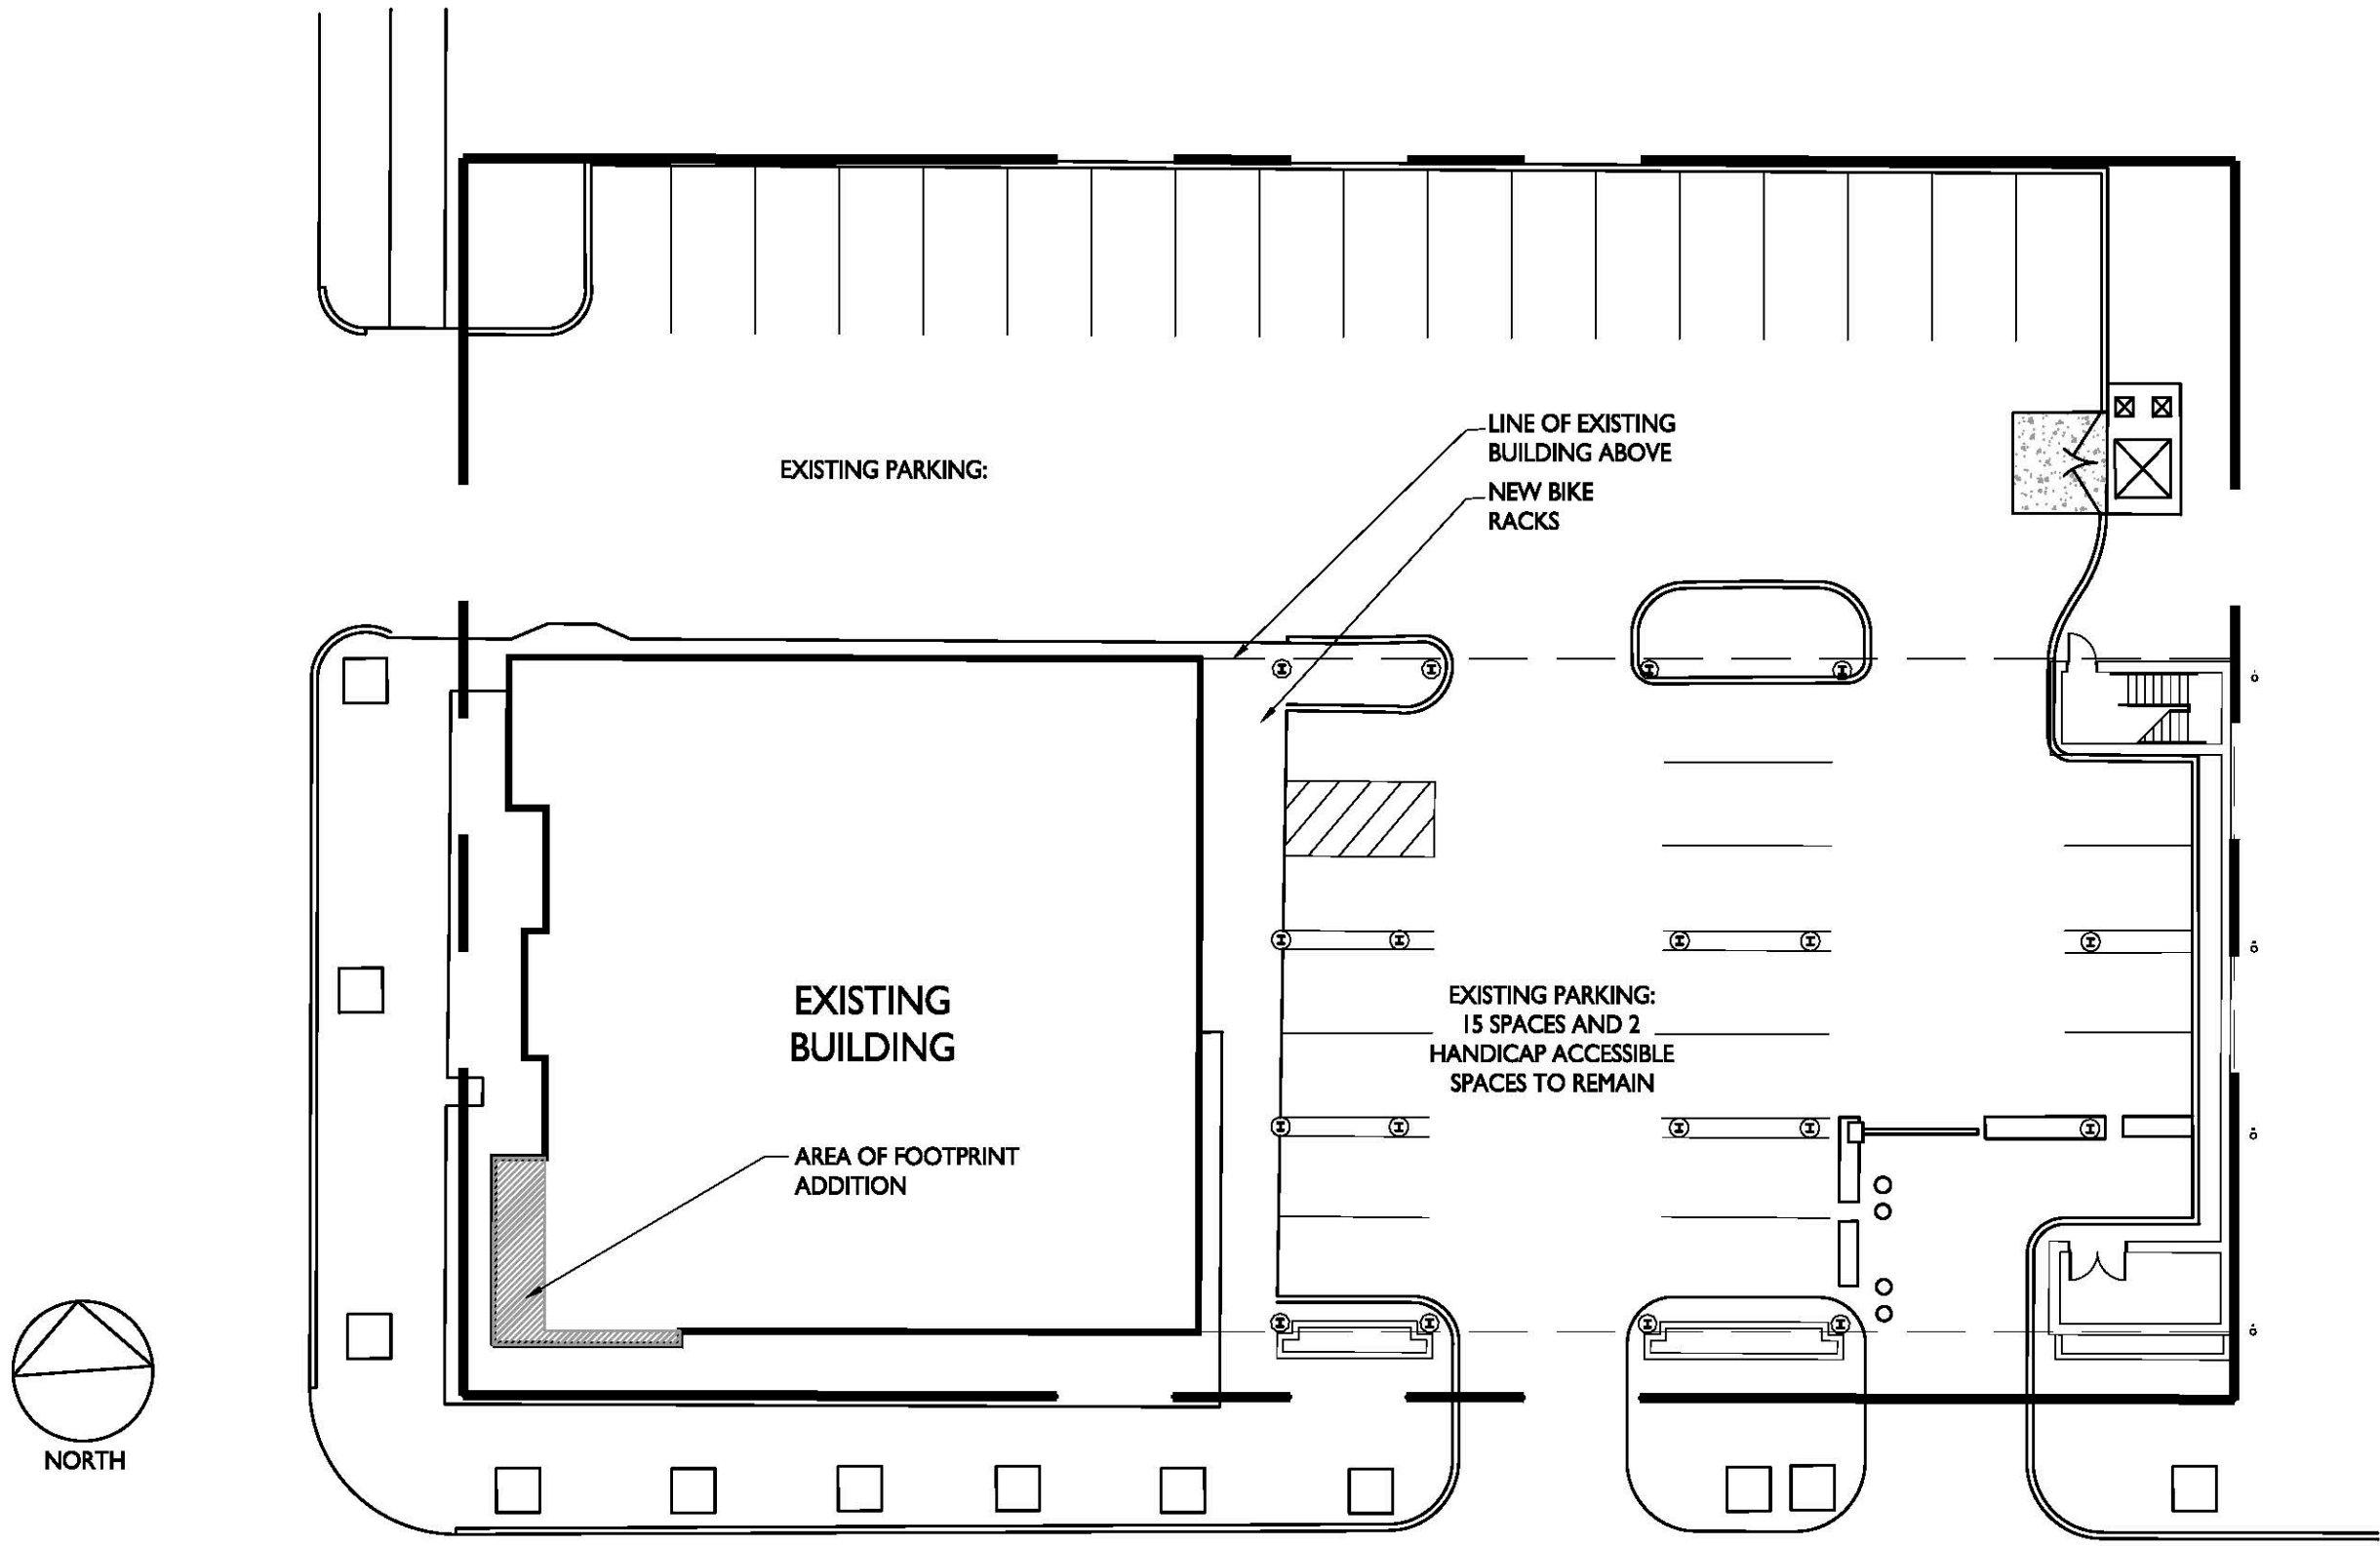 LINE OF EXISTING
BUILDING ABOVE
EXISTING PARKING:
NEW BIKE
RACKS
EXISTING
BUILDING
EXISTING PARKING:
15 SPACES AND 2
HANDICAP ACCESSIBLE
SPACES TO REMAIN
AREA OF FOOTPRINT
ADDITION
NORTH